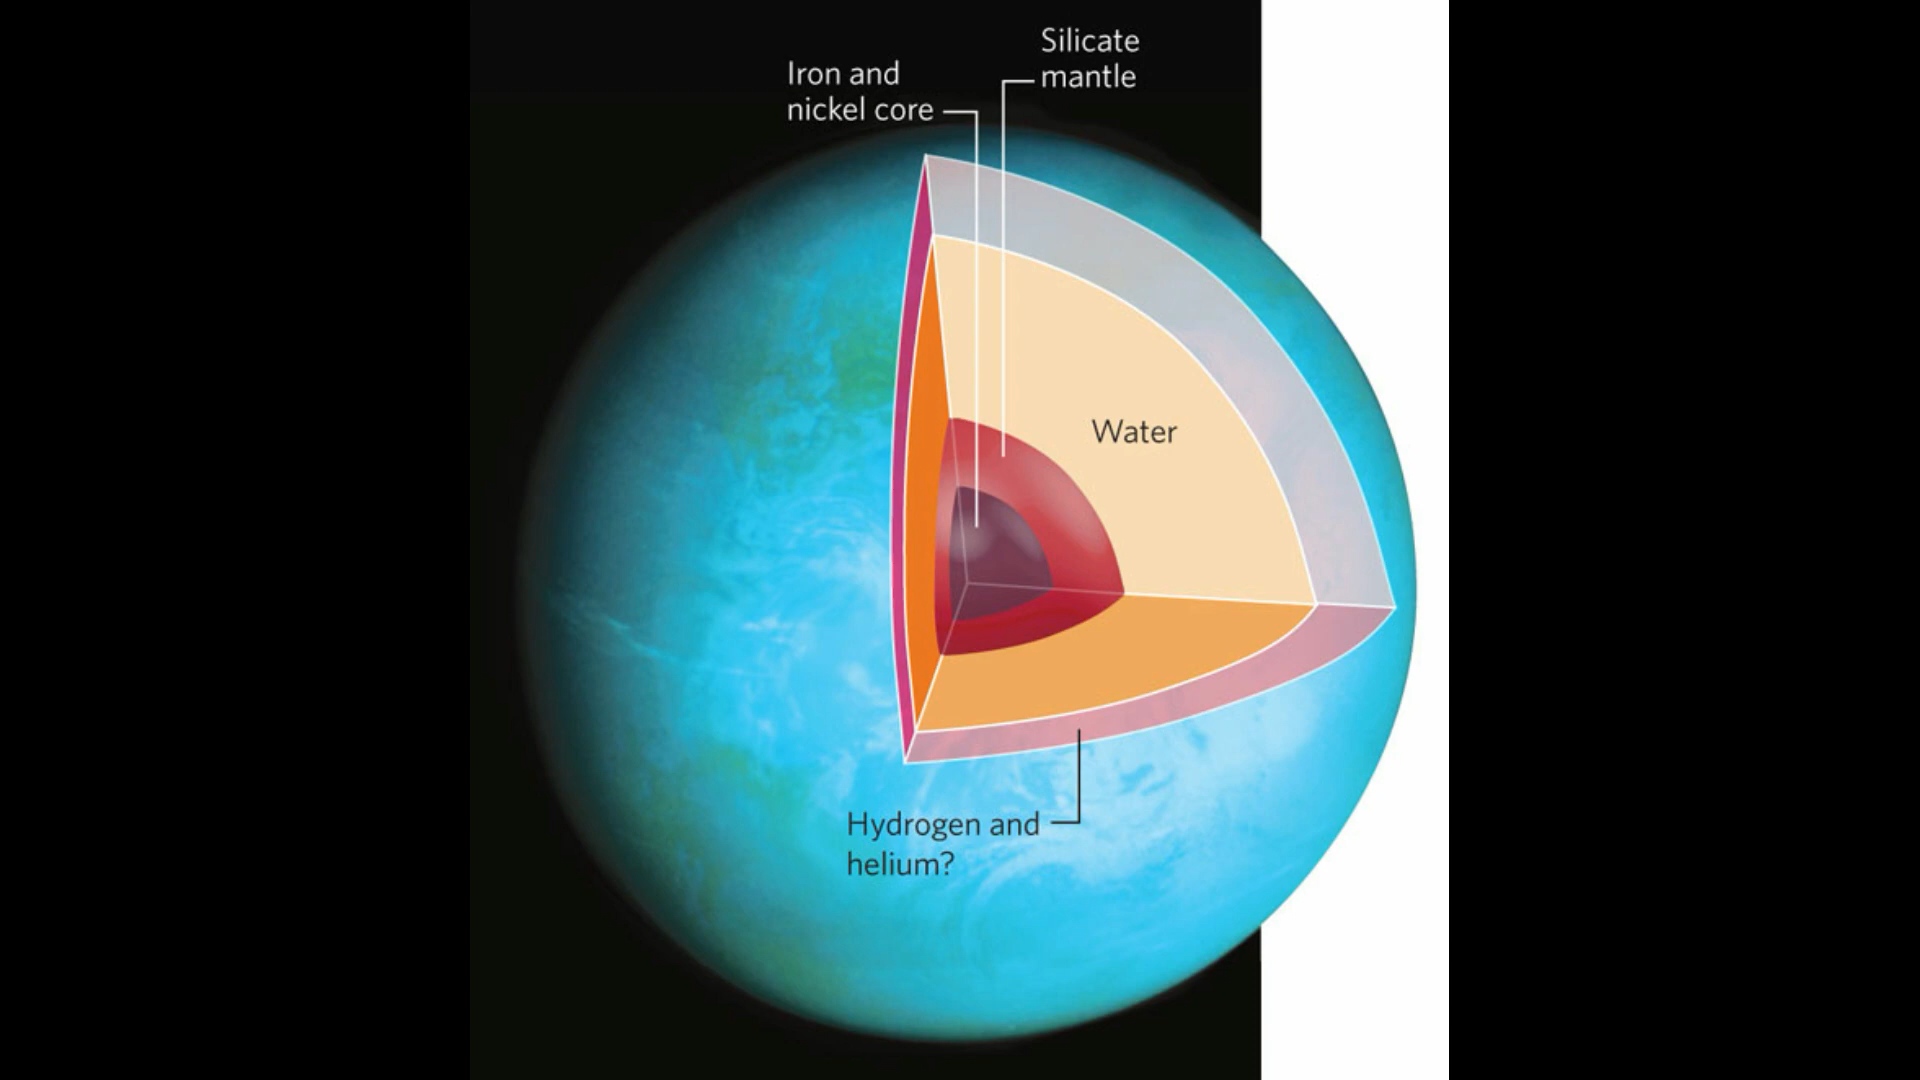 Silicate
mantle
Iron and
nickel core
Water
Hydrogen and
helium?